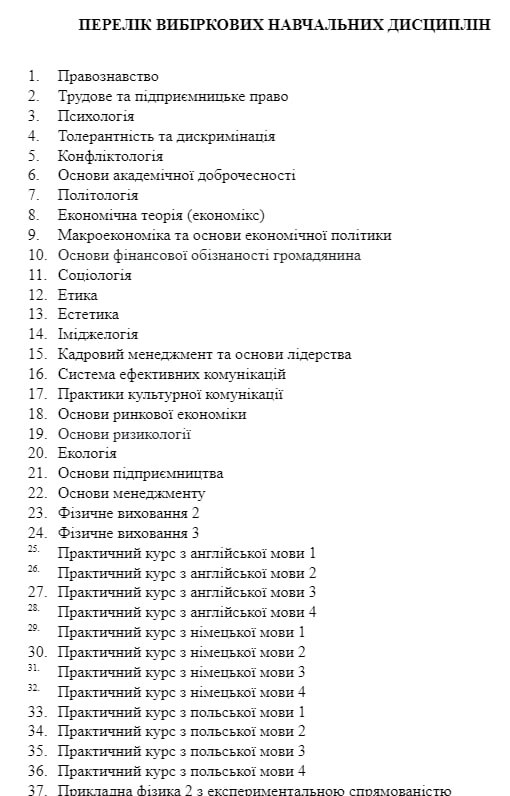 ПЕРЕЛІК ВИБІРКОВИХ НАВЧАЛЬНИХ ДИСЦИПЛІН
1. Правознавство
2. Трудове та підприємницьке право
3. Психологія
4. Толерантність та дискримінація
5. Конфліктологія
6. Основи академічної доброчесності
7. Політологія
8. Економічна теорія (економікс)
9. Макроекономіка та основи економічної політики
10. Основи фінансової обізнаності громадянина
11. Соціологія
12. Етика
13. Естетика
14. Іміджелогія
15. Кадровий менеджмент та основи лідерства
16. Система ефективних комунікацій
17. Практики культурної комунікації
18. Основи ринкової економіки
19. Основи ризикології
20. Екологія
21. Основи підприємництва
22. Основи менеджменту
23. Фізичне виховання 2
24. Фізичне виховання 3
25. Практичний курс з англійської мови 1
26. Практичний курс з англійської мови 2
27. Практичний курс з англійської мови 3
28. Практичний курс з англійської мови 4
29. Практичний курс з німецької мови 1
30. Практичний курс з німецької мови 2
31. Практичний курс з німецької мови 3
32. Практичний курс з німецької мови 4
33. Практичний курс з польської мови 1
34. Практичний курс з польської мови 2
35. Практичний курс з польської мови 3
36. Практичний курс з польської мови 4
37. Прикладна фізика 2 з експериментальною спрямованістю